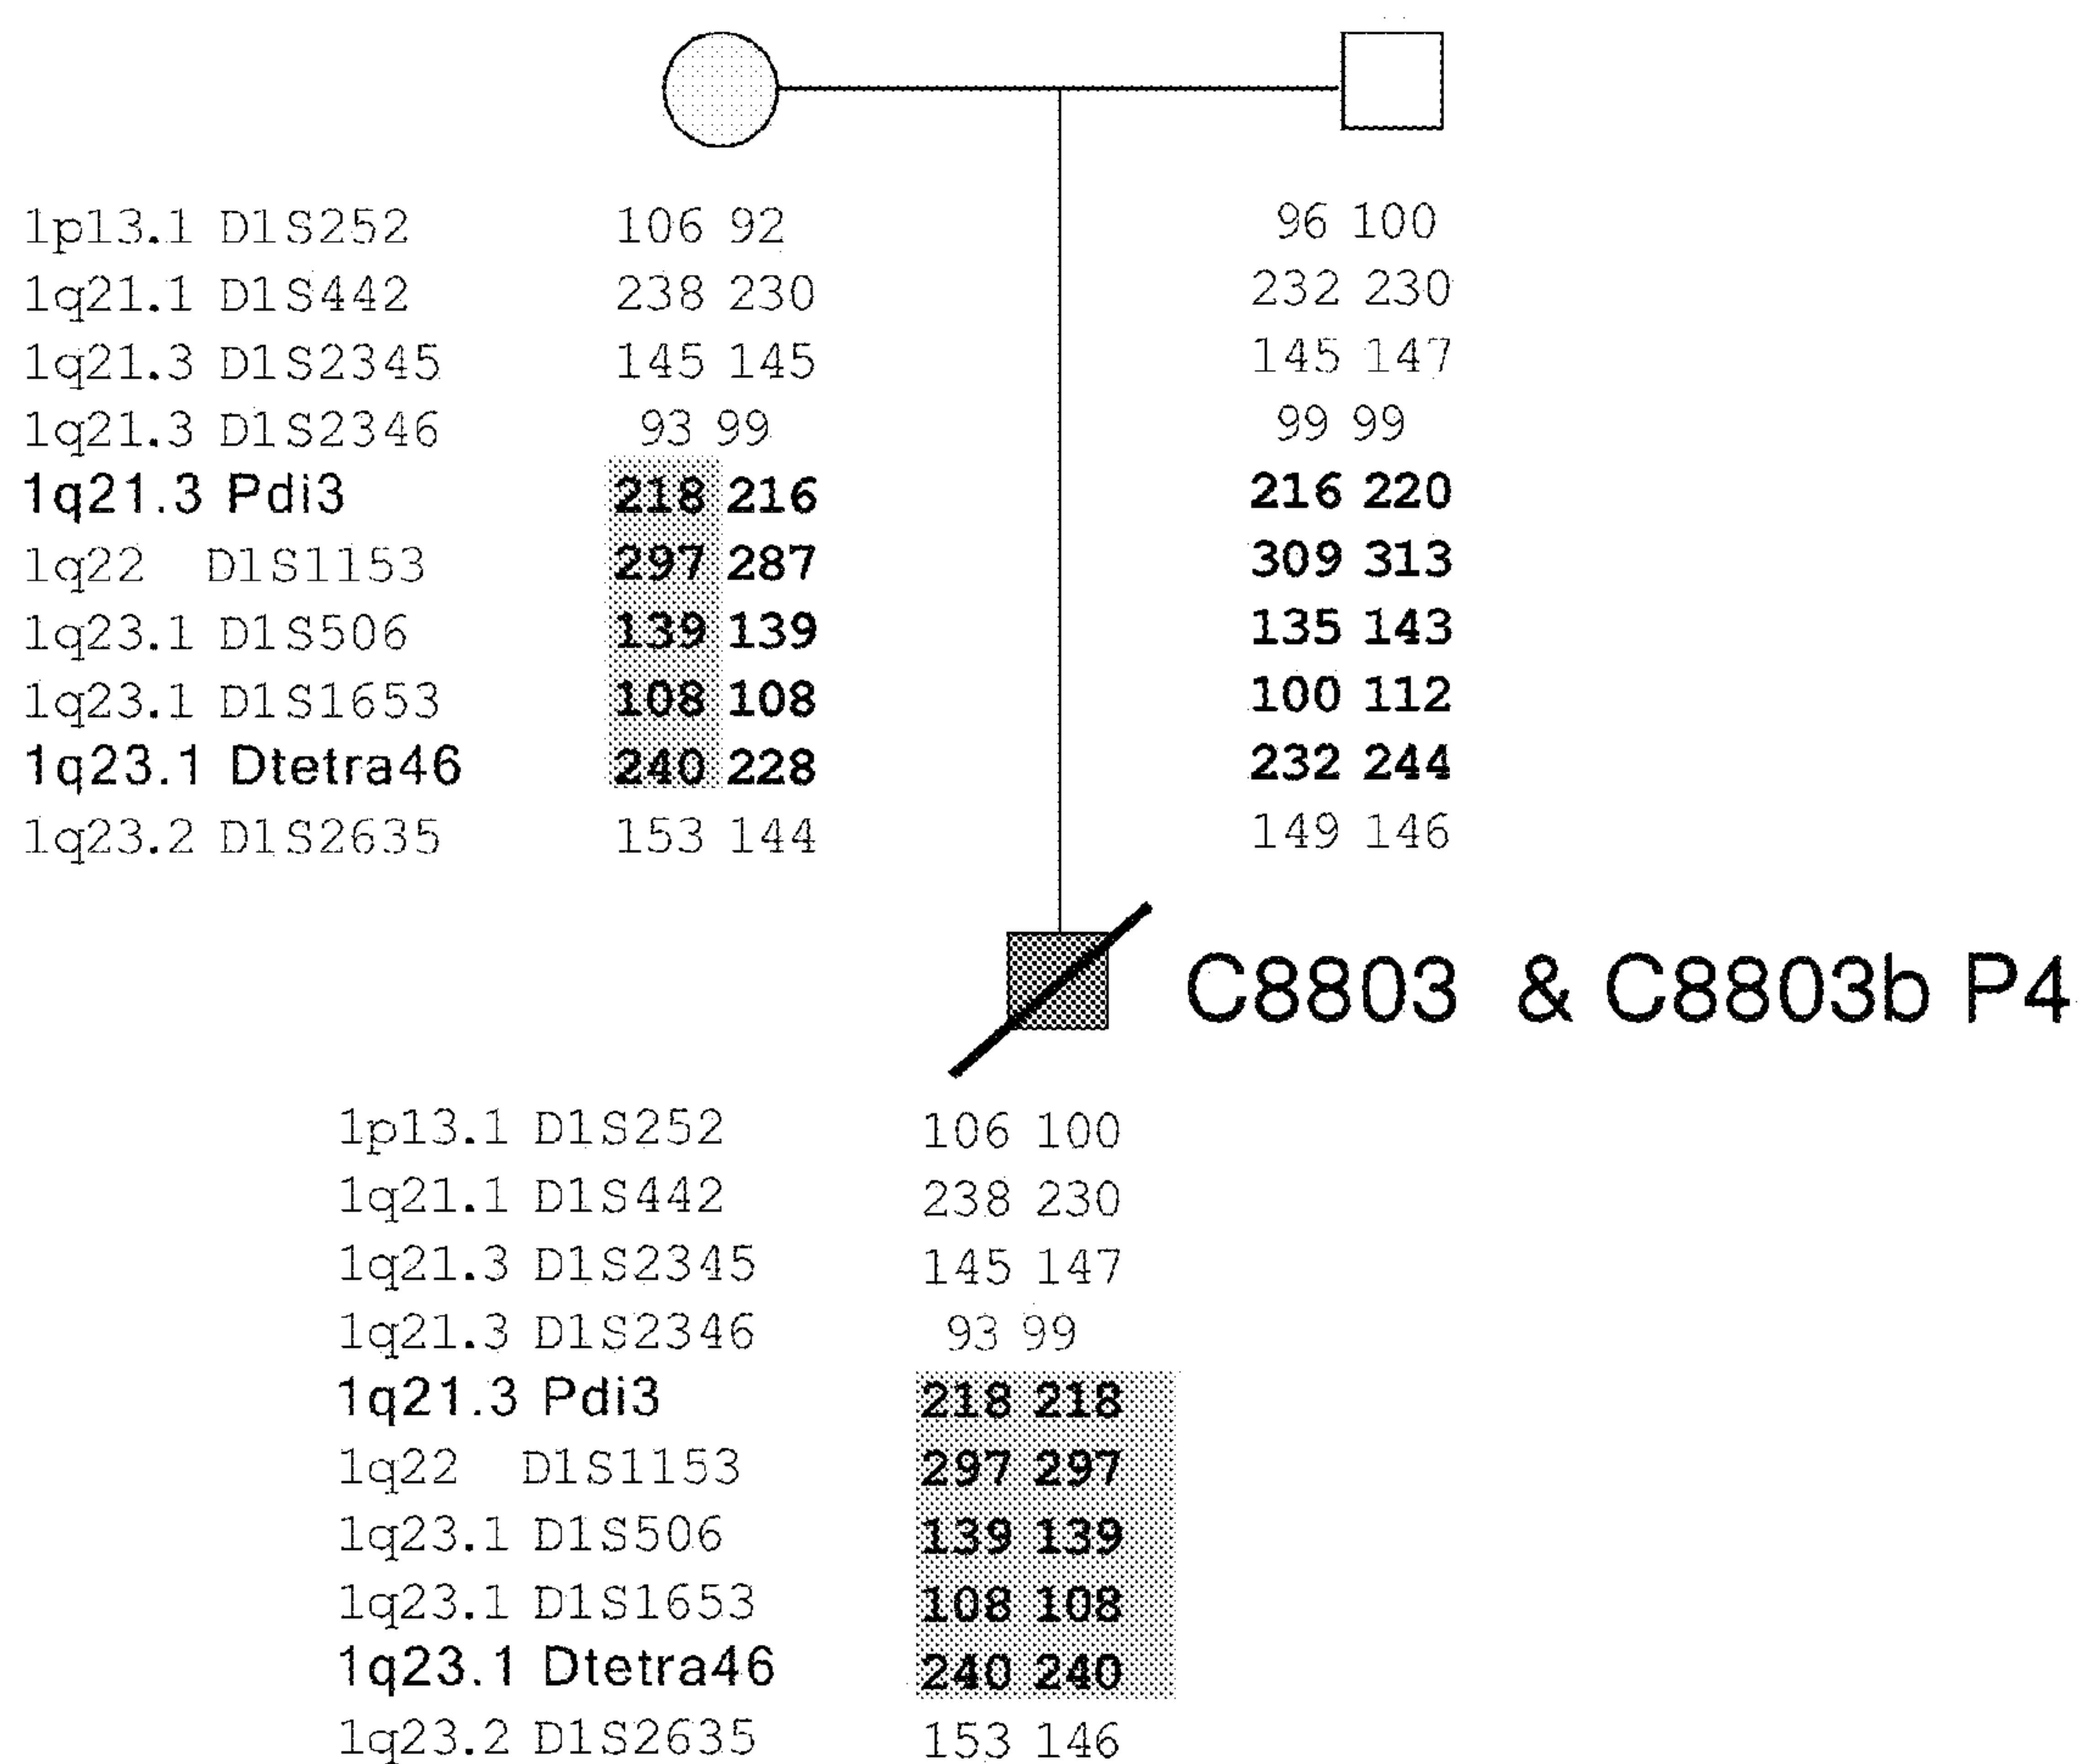 1p13.1 D1S252 106 92 96 100
1q21.1 D1S442 238 230 232 230
1q21.3 D1S2345 145 145 145 147
1q21.3 D1S2346 93 99 99 99
1q21.3 Pdi3 218 216 216 220
1q22 D1S1153 297 287 309 313
1q23.1 D1S506 139 139 135 143
1q23.1 D1S1653 108 108 100 112
1q23.1 Dtetra46 240 228 232 244
1q23.2 D1S2635 153 144 149 146
C8803 & C8803b P4
1p13.1 D1S252 106 100
1q21.1 D1S442 238 230
1q21.3 D1S2345 145 147
1q21.3 D1S2346 93 99
1q21.3 Pdi3 218 218
1q22 D1S1153 297 297
1q23.1 D1S506 139 139
1q23.1 D1S1653 108 108
1q23.1 Dtetra46 240 240
1q23.2 D1S2635 153 146